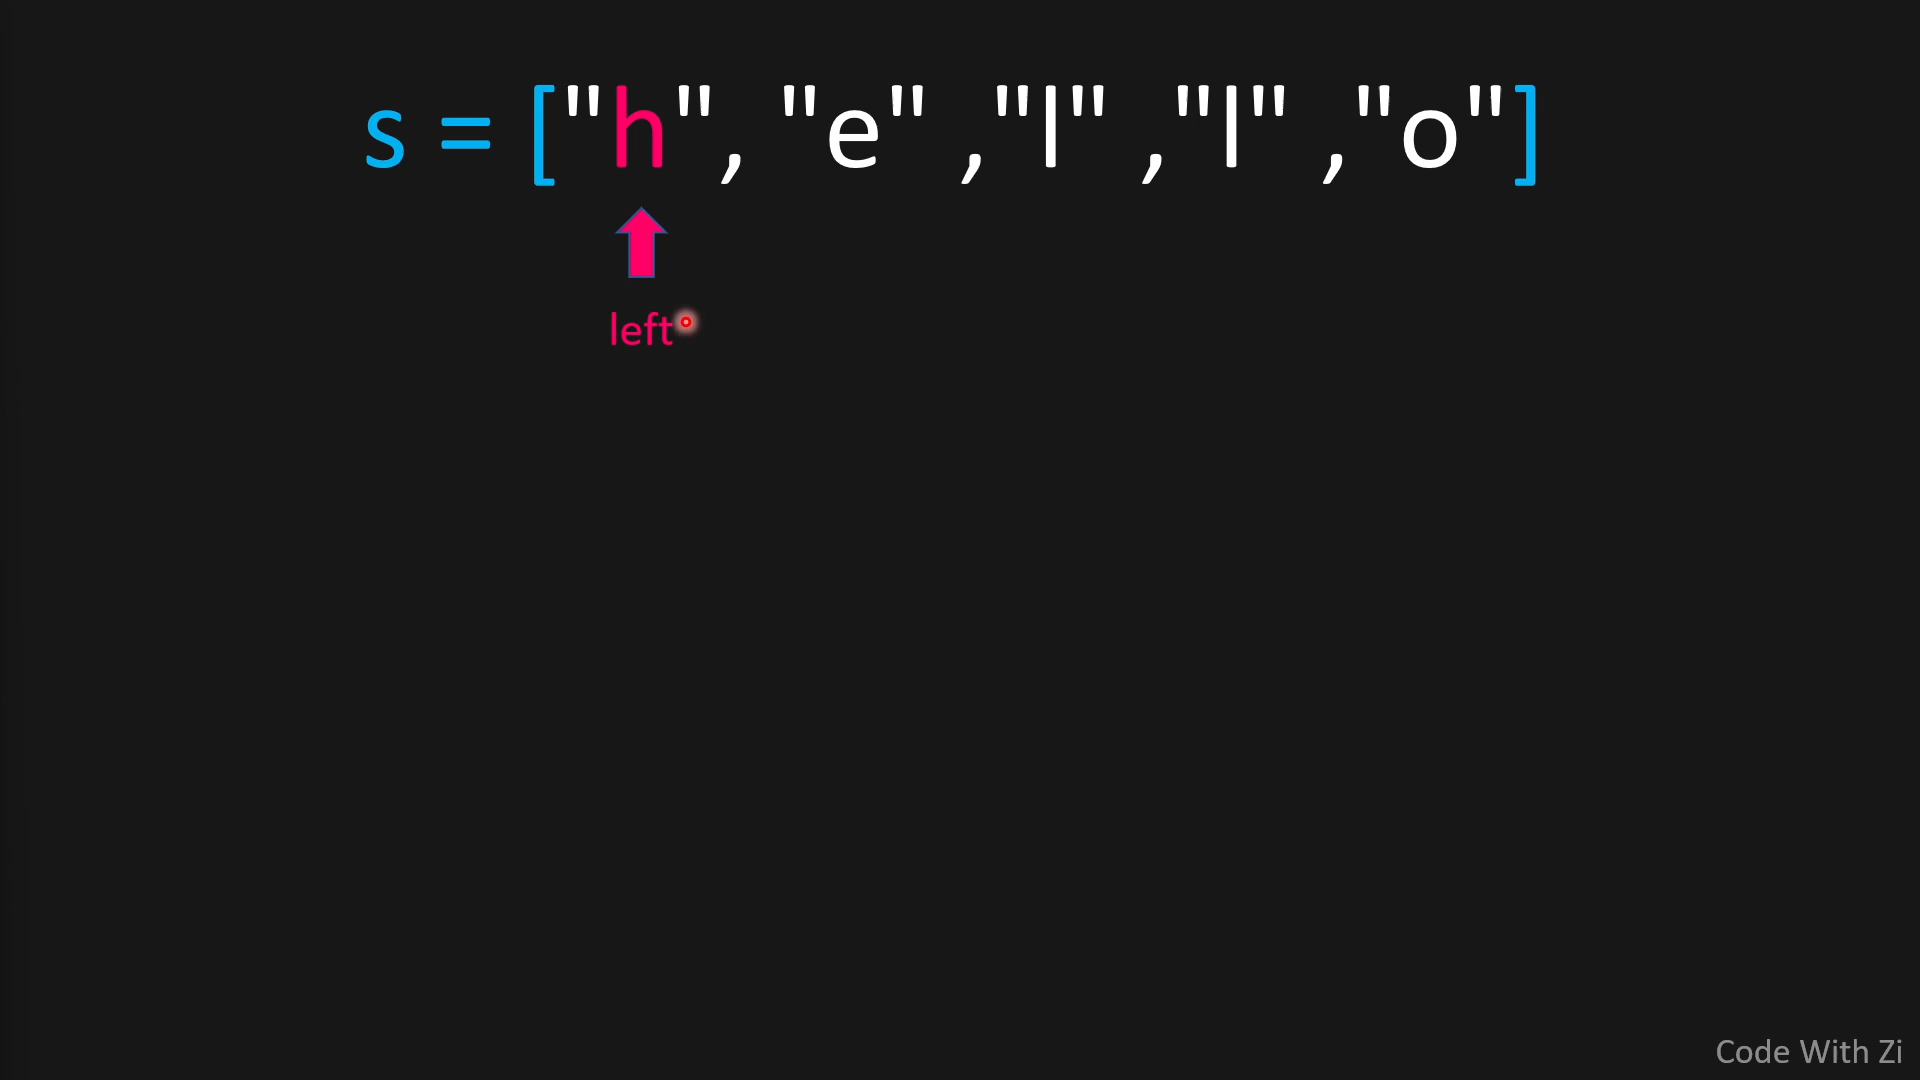 s = ["h", "e" ,"l" ,"l" ,"o"]
left
Code With Zi